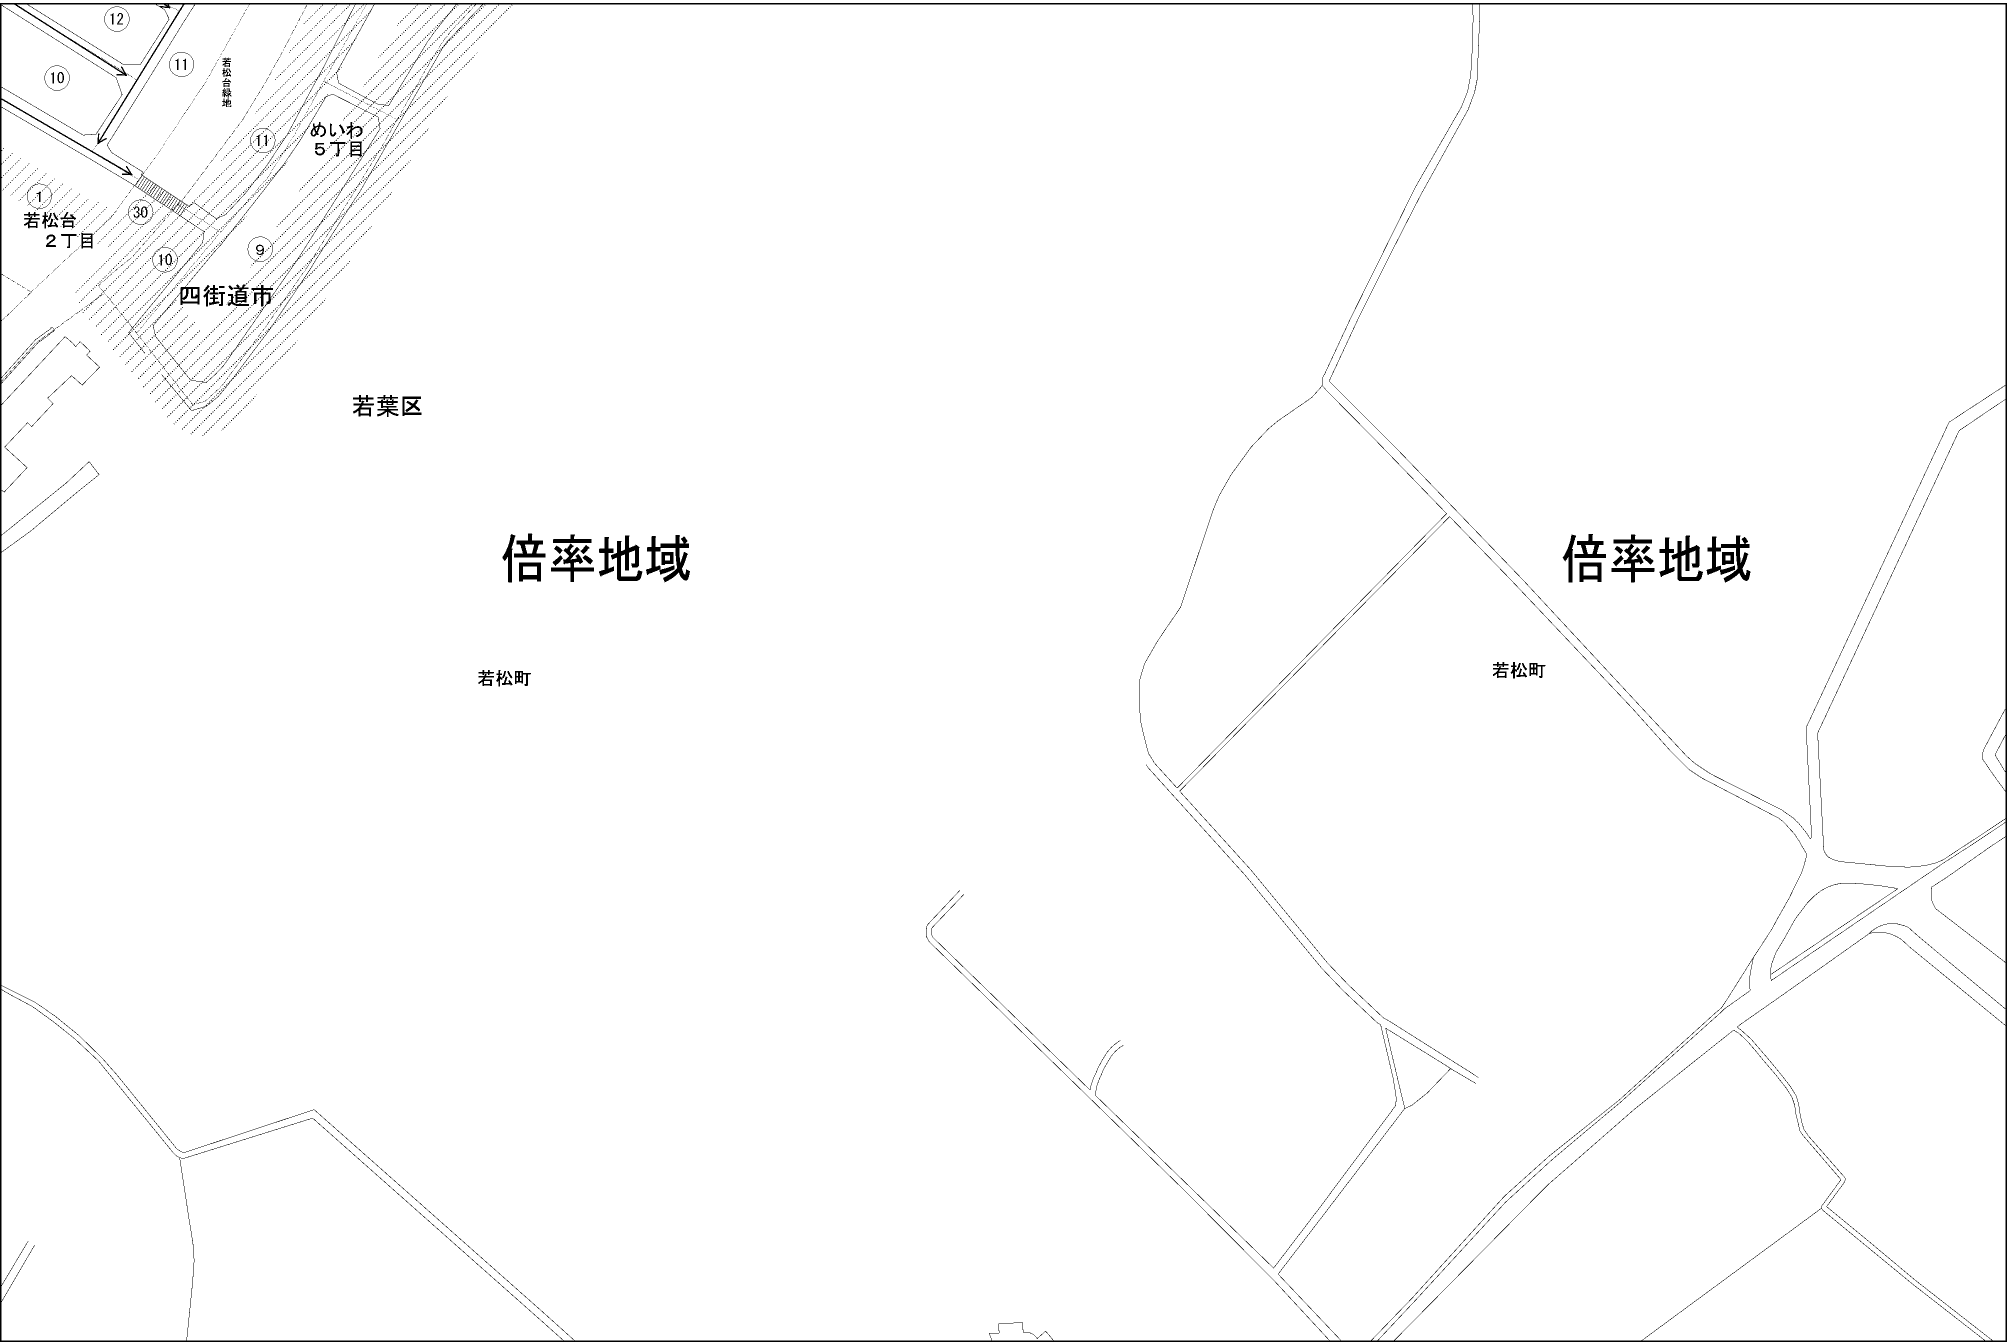 12
11
10
若松台緑地
11
めいわ
５丁目
1
若松台
２丁目
30
10
9
四街道市
若葉区
倍率地域
倍率地域
若松町
若松町